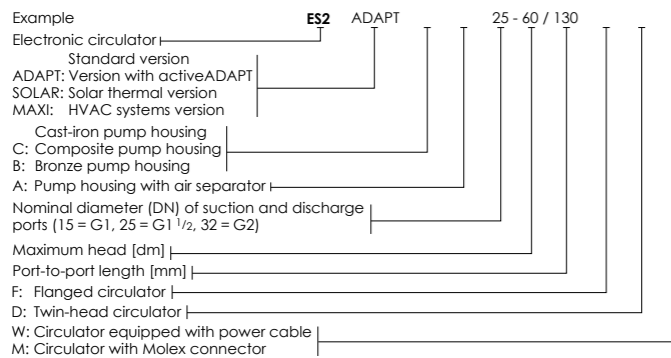 Example ES2 ADAPT 25 - 60 / 130
Electronic circulator
Standard version
ADAPT: Version with activeADAPT
SOLAR: Solar thermal version
MAXI: HVAC systems version
Cast-iron pump housing
C: Composite pump housing
B: Bronze pump housing
A: Pump housing with air separator
Nominal diameter (DN) of suction and discharge
ports (15 = G1, 25 = G1 1/2, 32 = G2)
Maximum head [dm]
Port-to-port length [mm]
F: Flanged circulator
D: Twin-head circulator
W: Circulator equipped with power cable
M: Circulator with Molex connector